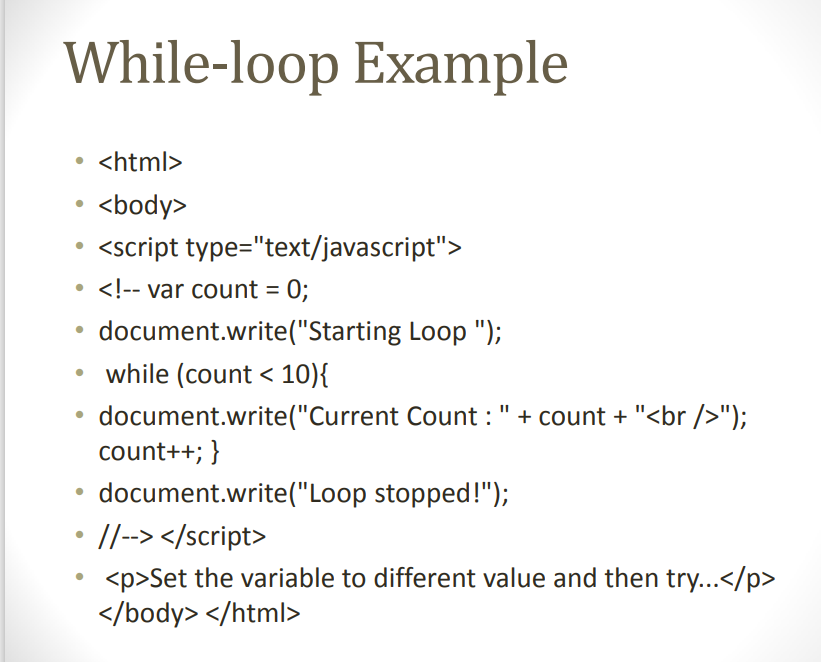 While-loop Example
• <html>
• <body>
• <script type="text/javascript">
• <!-- var count = 0;
• document.write("Starting Loop ");
• while (count < 10){
• document.write("Current Count : " + count + "<br />");
count++; }
• document.write("Loop stopped!");
• //--> </script>
• <p>Set the variable to different value and then try...</p>
</body> </html>